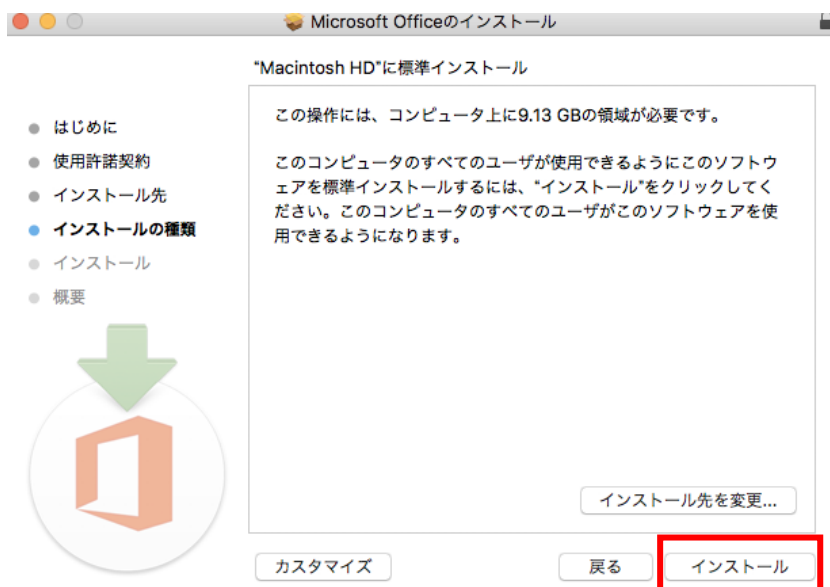 Microsoft Officeのインストール
“Macintosh HD”に標準インストール
はじめに
使用許諾契約
インストール先
インストールの種類
インストール
概要
この操作には、コンピュータ上に9.13 GBの領域が必要です。
このコンピュータのすべてのユーザが使用できるようにこのソフトウ
ェアを標準インストールするには、“インストール”をクリックしてく
ださい。このコンピュータのすべてのユーザがこのソフトウェアを使
用できるようになります。
インストール先を変更...
カスタマイズ
戻る
インストール